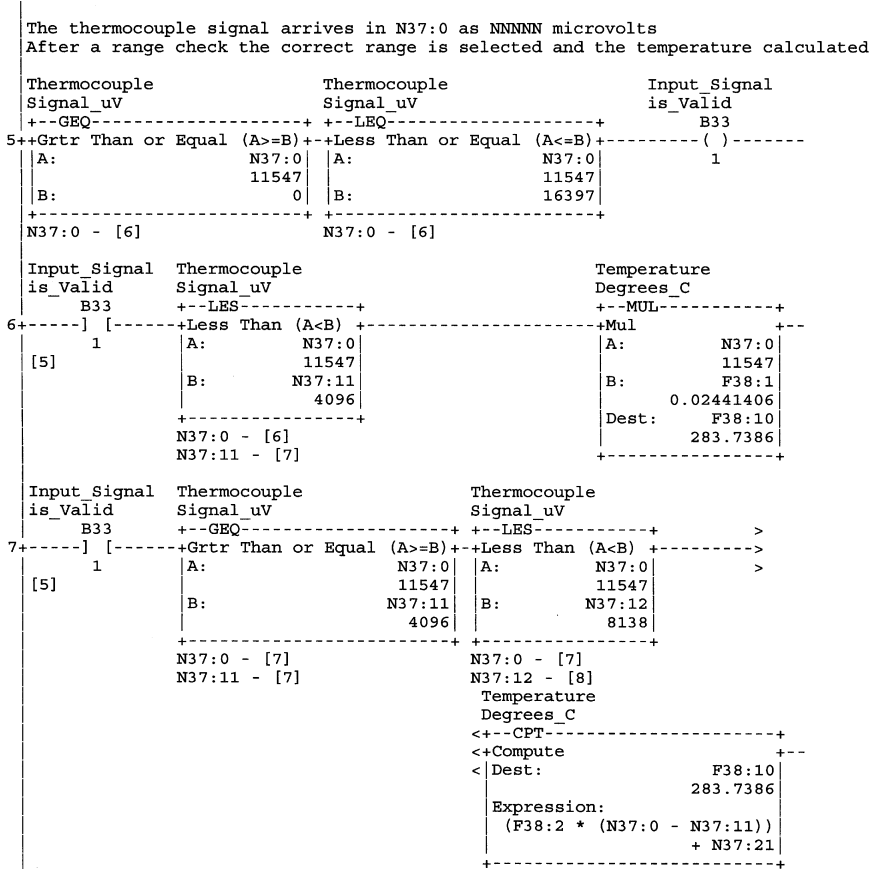 The thermocouple signal arrives in N37:0 as NNNNN microvolts
After a range check the correct range is selected and the temperature calculated
Thermocouple Thermocouple Input_Signal
Signal_uV Signal_uV is_Valid
+--GEQ--------------------+ +--LEQ--------------------+ B33
5++Grtr Than or Equal (A>=B)+-+Less Than or Equal (A<=B)+---------( )-------
|A: N37:0| |A: N37:0| 1
| 11547| | 11547|
|B: 0| |B: 16397|
+-------------------------+ +-------------------------+
N37:0 - [6] N37:0 - [6]
Input_Signal Thermocouple Temperature
is_Valid Signal_uV Degrees_C
B33 +--LES-----------+ +--MUL-----------+
6+-----] [------+Less Than (A<B) +-----------------------+Mul +--
1 |A: N37:0| |A: N37:0|
[5] | 11547| | 11547|
|B: N37:11| |B: F38:1|
| 4096| | 0.02441406|
+----------------+ |Dest: F38:10|
N37:0 - [6] | 283.7386|
N37:11 - [7] +----------------+
Input_Signal Thermocouple Thermocouple
is_Valid Signal_uV Signal_uV
B33 +--GEQ--------------------+ +--LES-----------+ >
7+-----] [------+Grtr Than or Equal (A>=B)+-+Less Than (A<B) +--------->
1 |A: N37:0| |A: N37:0| >
[5] | 11547| | 11547|
|B: N37:11| |B: N37:12|
| 4096| | 8138|
+-------------------------+ +----------------+
N37:0 - [7] N37:0 - [7]
N37:11 - [7] N37:12 - [8]
Temperature
Degrees_C
<+--CPT----------------------+
<+Compute +--
<|Dest: F38:10|
| 283.7386|
|Expression:
| (F38:2 * (N37:0 - N37:11))|
| + N37:21|
+---------------------------+